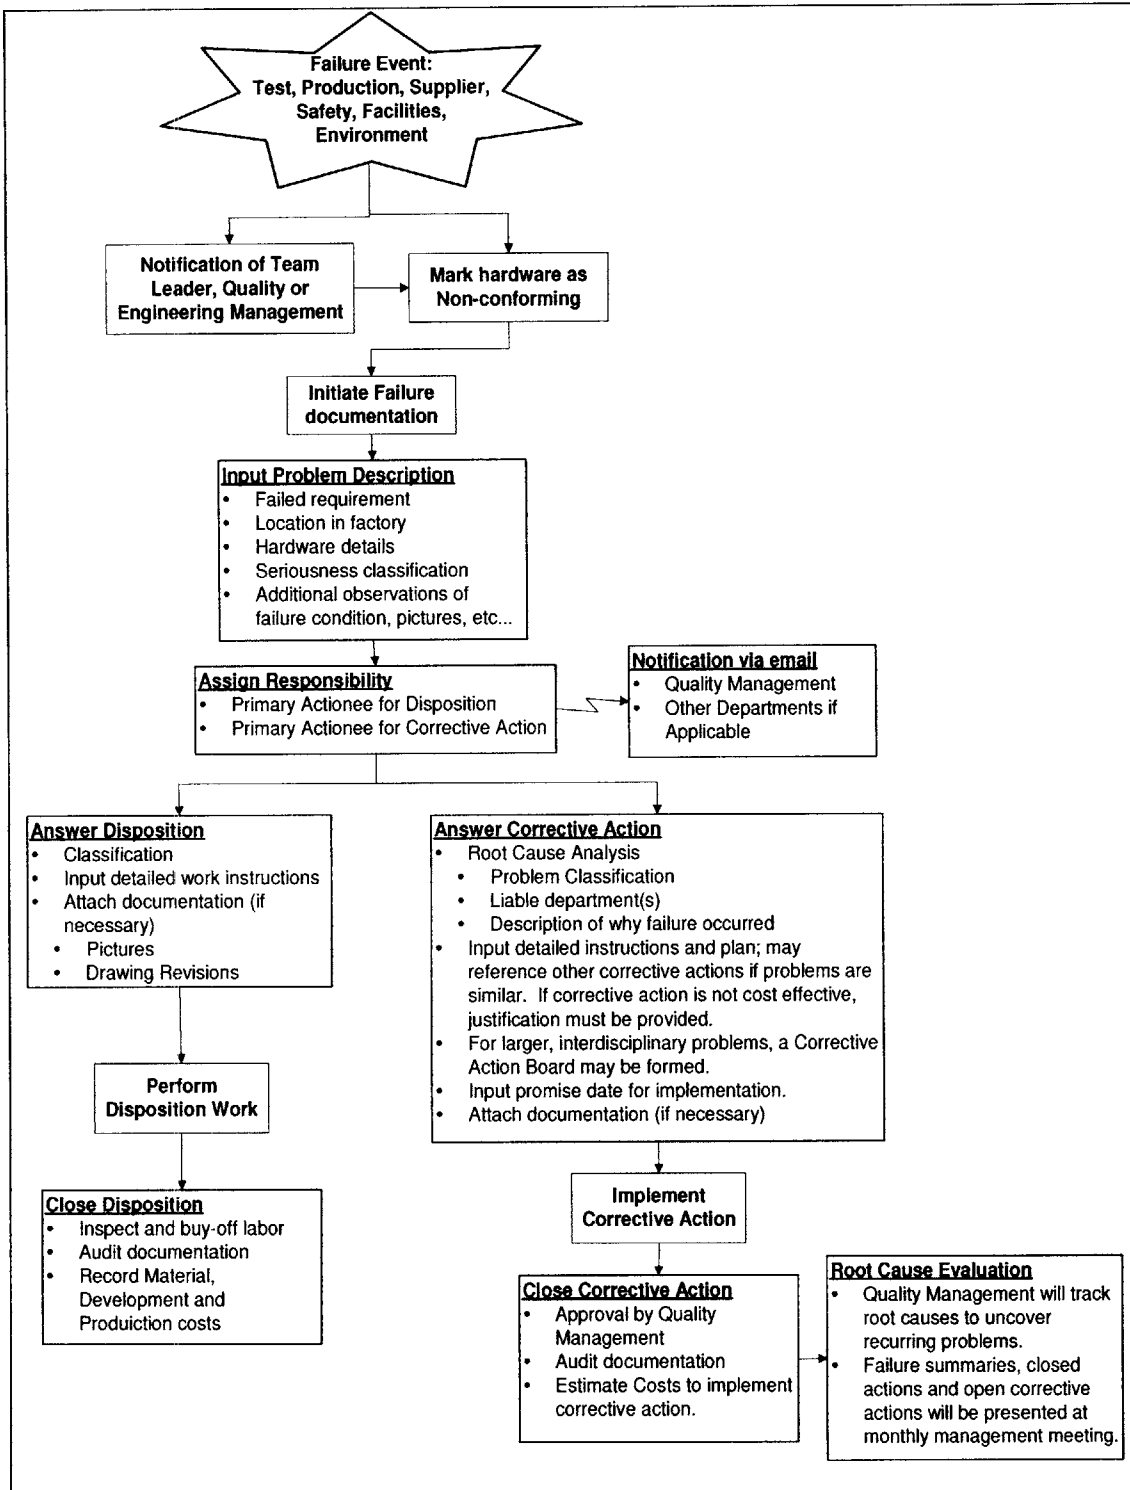 Failure Event:
Test, Production, Supplier,
Safety, Facilities,
Environment
Notification of Team
Leader, Quality or
Engineering Management
Mark hardware as
Non-conforming
Initiate Failure
documentation
Input Problem Description
• Failed requirement
• Location in factory
• Hardware details
• Seriousness classification
• Additional observations of
failure condition, pictures, etc...
Assign Responsibility
• Primary Actionee for Disposition
• Primary Actionee for Corrective Action
Notification via email
• Quality Management
• Other Departments if
Applicable
Answer Disposition
• Classification
• Input detailed work instructions
• Attach documentation (if
necessary)
• Pictures
• Drawing Revisions
Answer Corrective Action
• Root Cause Analysis
• Problem Classification
• Liable department(s)
• Description of why failure occurred
• Input detailed instructions and plan; may
reference other corrective actions if problems are
similar. If corrective action is not cost effective,
justification must be provided.
• For larger, interdisciplinary problems, a Corrective
Action Board may be formed.
• Input promise date for implementation.
• Attach documentation (if necessary)
Perform
Disposition Work
Close Disposition
• Inspect and buy-off labor
• Audit documentation
• Record Material,
Development and
Produiction costs
Implement
Corrective Action
Close Corrective Action
• Approval by Quality
Management
• Audit documentation
• Estimate Costs to implement
corrective action.
Root Cause Evaluation
• Quality Management will track
root causes to uncover
recurring problems.
• Failure summaries, closed
actions and open corrective
actions will be presented at
monthly management meeting.